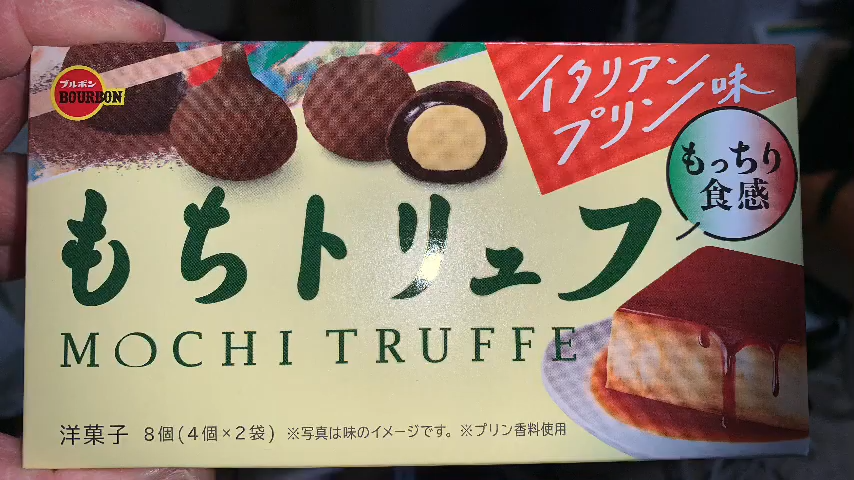 ブルボン
BOURBON
イタリアン
プリン味
もっちり
食感
もちトリュフ
MOCHI TRUFFE
洋菓子 8個(4個×2袋) ※写真は味のイメージです。※プリン香料使用